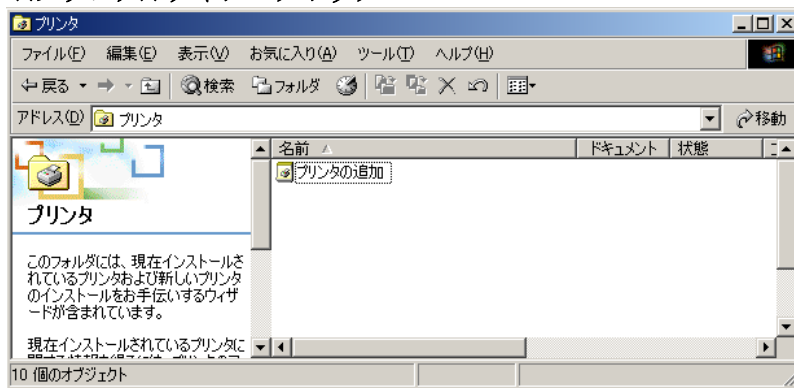 プリンタ
ファイル(F) 編集(E) 表示(V) お気に入り(A) ツール(T) ヘルプ(H)
戻る 検索 フォルダ
アドレス(D) プリンタ 移動
名前 ドキュメント 状態
プリンタの追加
プリンタ
このフォルダには、現在インストールさ
れているプリンタおよび新しいプリンタ
のインストールをお手伝いするウィザ
ードが含まれています。
現在インストールされているプリンタに
10 個のオブジェクト